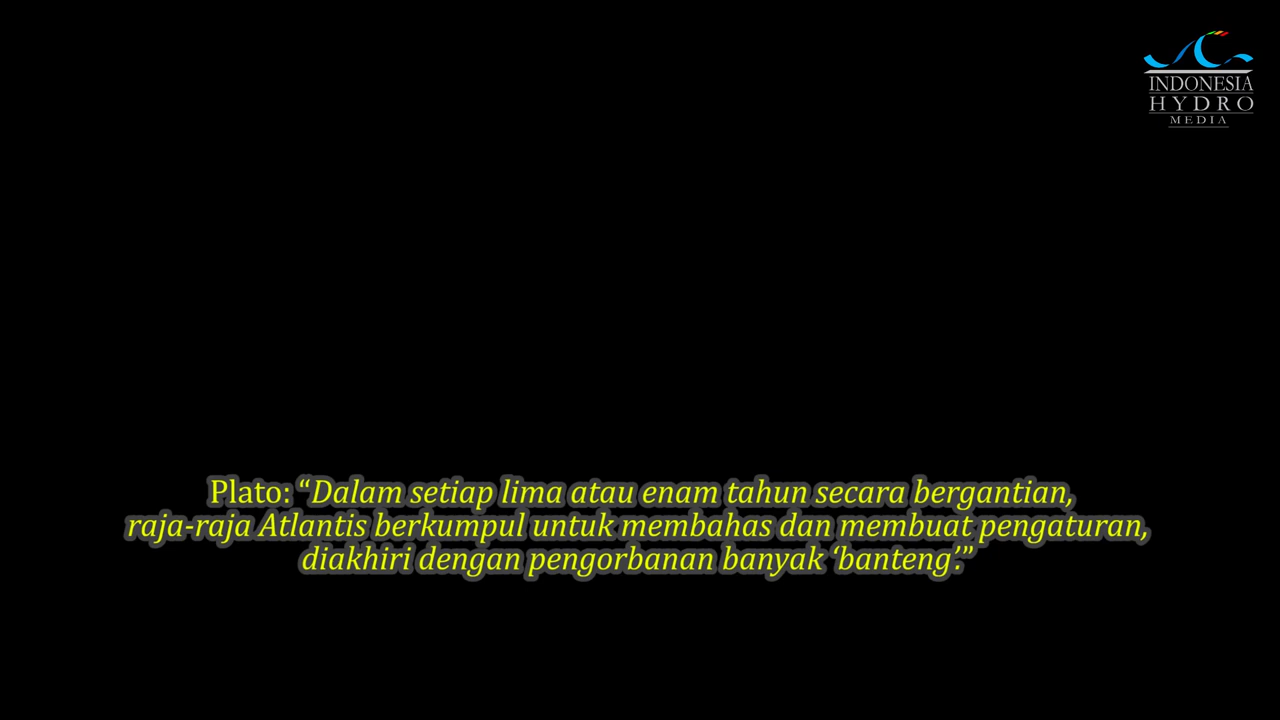 INDONESIA
HYDRO
MEDIA
Plato: “Dalam setiap lima atau enam tahun secara bergantian,
raja-raja Atlantis berkumpul untuk membahas dan membuat pengaturan,
diakhiri dengan pengorbanan banyak ‘banteng’.”